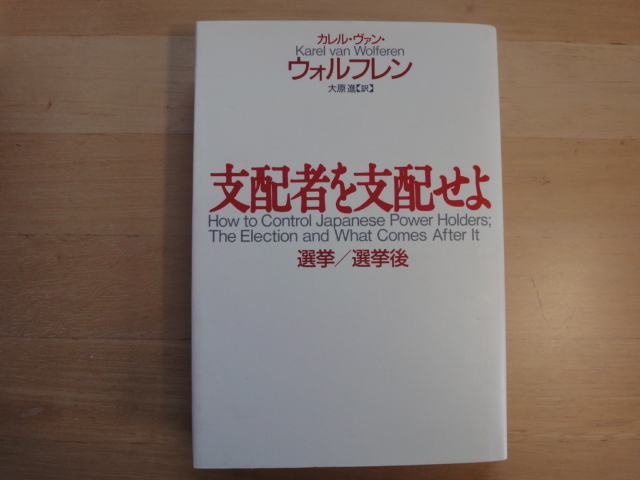 カレル・ヴァン・
Karel van Wolferen
ウォルフレン
大原 進【訳】
支配者を支配せよ
How to Control Japanese Power Holders;
The Election and What Comes After It
選挙／選挙後